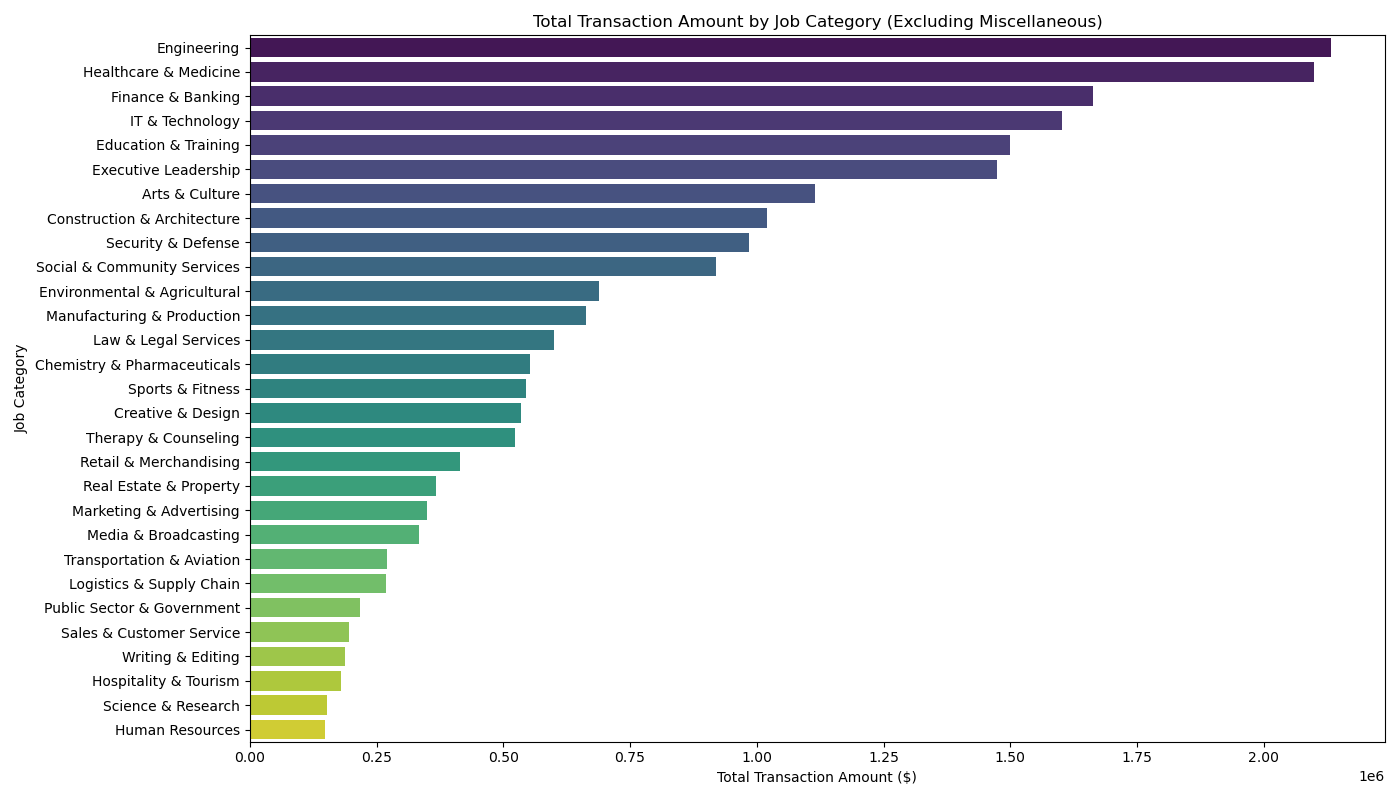 Total Transaction Amount by Job Category (Excluding Miscellaneous)
Job Category
Engineering
Healthcare & Medicine
Finance & Banking
IT & Technology
Education & Training
Executive Leadership
Arts & Culture
Construction & Architecture
Security & Defense
Social & Community Services
Environmental & Agricultural
Manufacturing & Production
Law & Legal Services
Chemistry & Pharmaceuticals
Sports & Fitness
Creative & Design
Therapy & Counseling
Retail & Merchandising
Real Estate & Property
Marketing & Advertising
Media & Broadcasting
Transportation & Aviation
Logistics & Supply Chain
Public Sector & Government
Sales & Customer Service
Writing & Editing
Hospitality & Tourism
Science & Research
Human Resources
0.00 0.25 0.50 0.75 1.00 1.25 1.50 1.75 2.00
1e6
Total Transaction Amount ($)